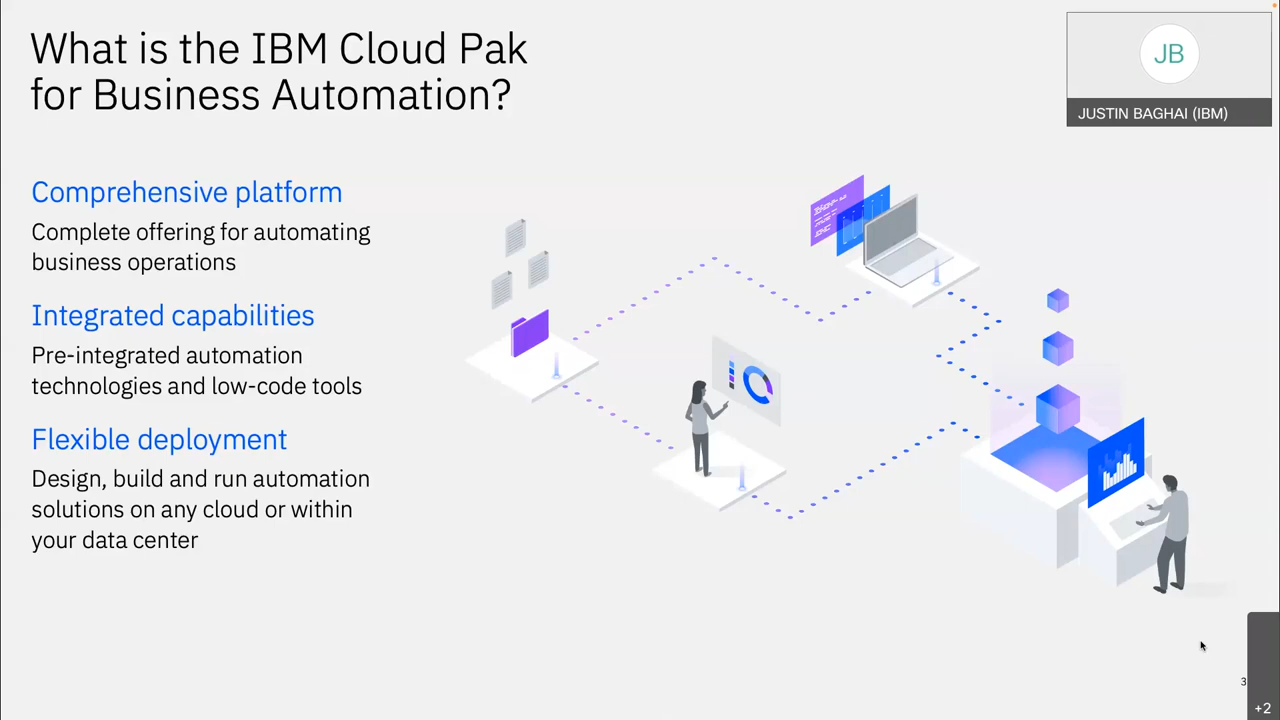 What is the IBM Cloud Pak
for Business Automation?
JB
JUSTIN BAGHAI (IBM)
Comprehensive platform
Complete offering for automating
business operations
Integrated capabilities
Pre-integrated automation
technologies and low-code tools
Flexible deployment
Design, build and run automation
solutions on any cloud or within
your data center
3
+2